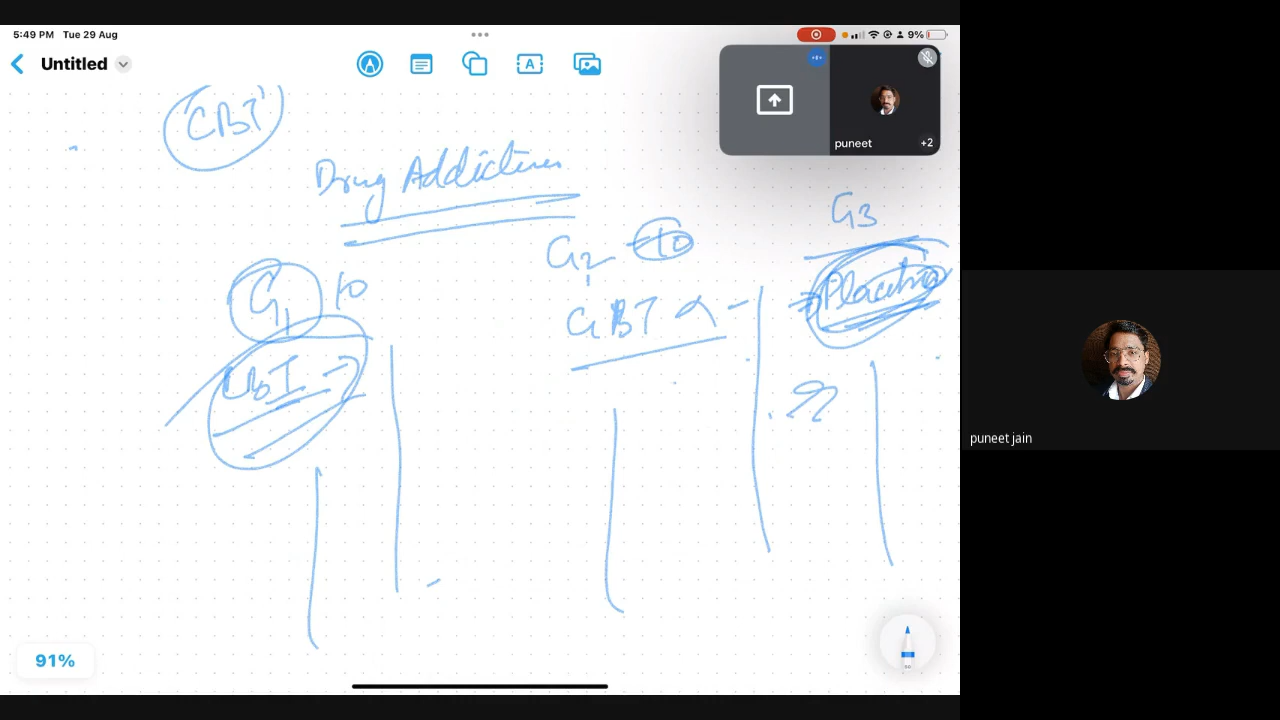 5:49 PM Tue 29 Aug
9%
Untitled
A
puneet
+2
CBT
Drug Addiction
G3
G2 10
G1 10
Placebo
CBT
puneet jain
91%